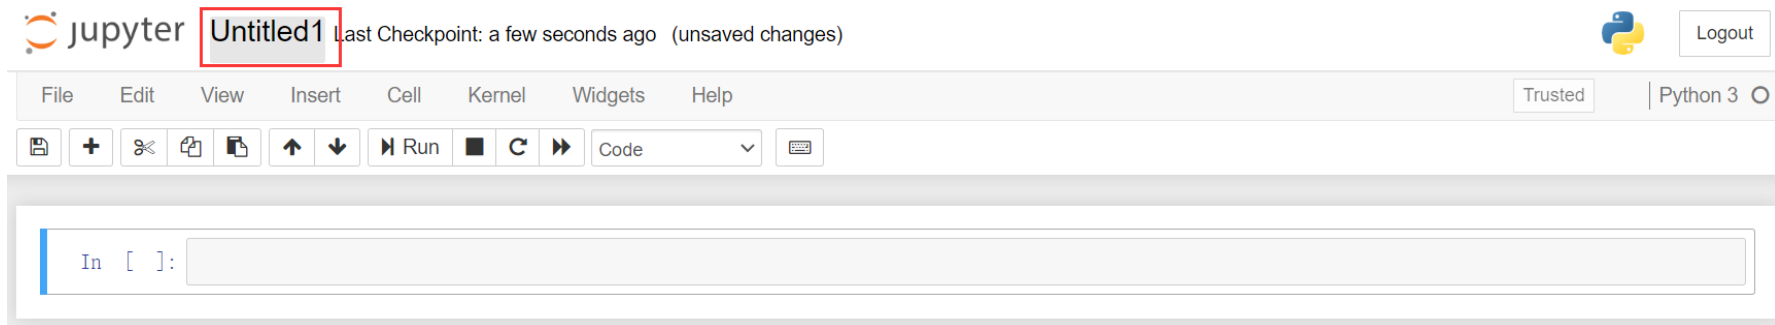 jupyter Untitled1 Last Checkpoint: a few seconds ago (unsaved changes) Logout
File Edit View Insert Cell Kernel Widgets Help Trusted Python 3
Run Code
In [ ]: